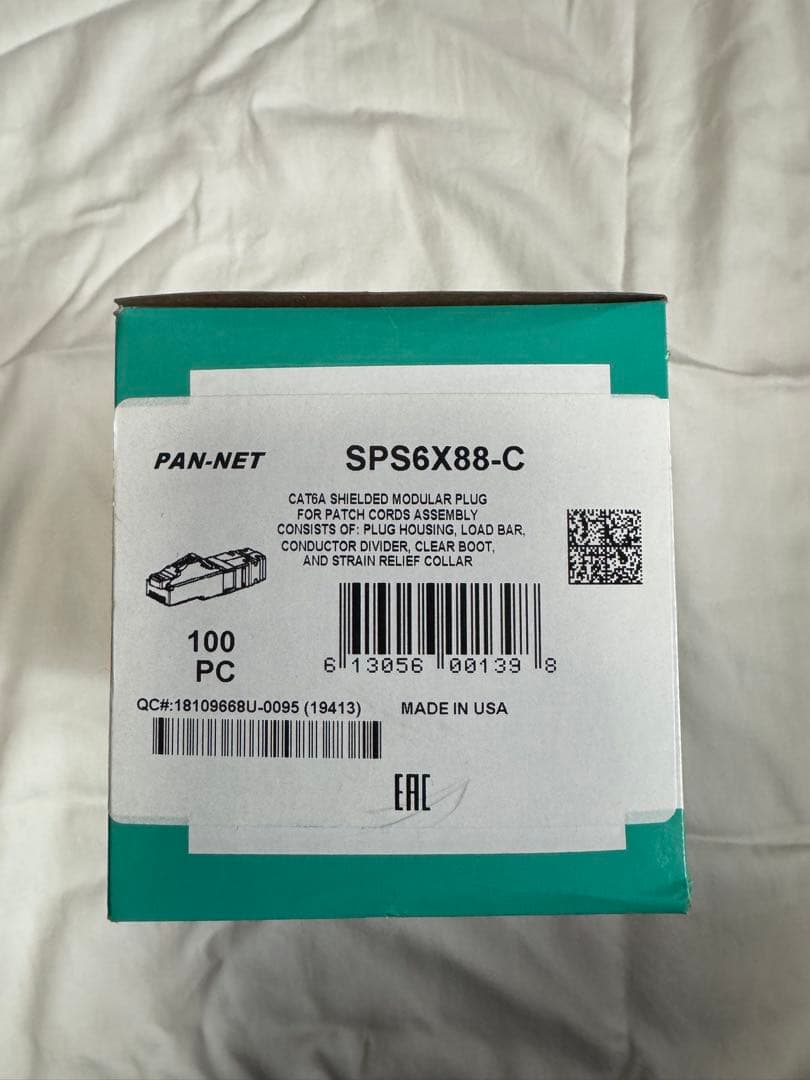 PAN-NET
SPS6X88-C
CAT6A SHIELDED MODULAR PLUG
FOR PATCH CORDS ASSEMBLY
CONSISTS OF: PLUG HOUSING, LOAD BAR,
CONDUCTOR DIVIDER, CLEAR BOOT,
AND STRAIN RELIEF COLLAR
100
PC
6 13056 00139 8
QC#:18109668U-0095 (19413)
MADE IN USA
EAC